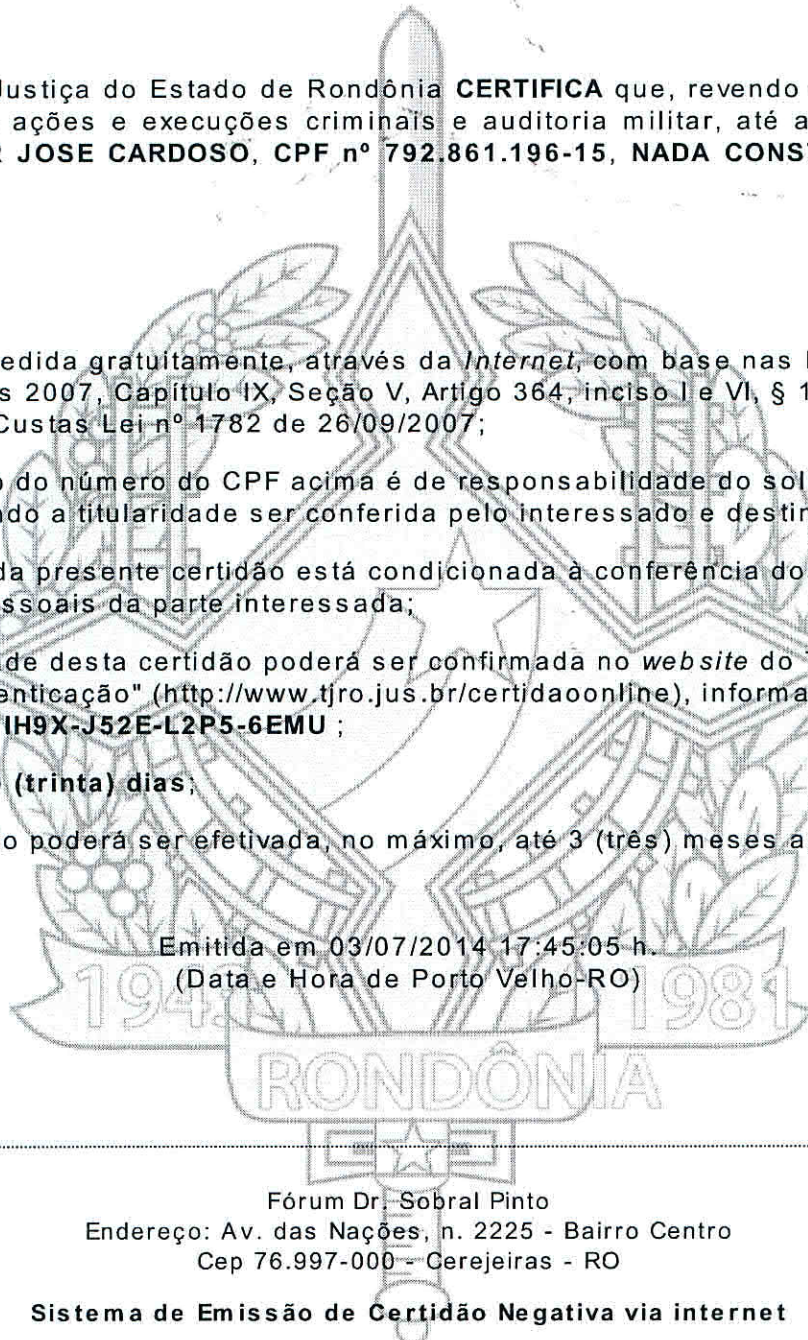 Justiça do Estado de Rondônia CERTIFICA que, revendo
ações e execuções criminais e auditoria militar, até a
R JOSE CARDOSO, CPF nº 792.861.196-15, NADA CONST
edida gratuitamente, através da Internet, com base nas
s 2007, Capítulo IX, Seção V, Artigo 364, inciso I e VI, § 1
Custas Lei nº 1782 de 26/09/2007;
o do número do CPF acima é de responsabilidade do sol
ndo a titularidade ser conferida pelo interessado e destin
da presente certidão está condicionada à conferência do
ssoais da parte interessada;
de desta certidão poderá ser confirmada no website do
enticação" (http://www.tjro.jus.br/certidaoonline), informa
IH9X-J52E-L2P5-6EMU ;
(trinta) dias;
o poderá ser efetivada, no máximo, até 3 (três) meses a
Emitida em 03/07/2014 17:45:05 h.
(Data e Hora de Porto Velho-RO)
1943 1981
RONDÔNIA
Fórum Dr. Sobral Pinto
Endereço: Av. das Nações, n. 2225 - Bairro Centro
Cep 76.997-000 - Cerejeiras - RO
Sistema de Emissão de Certidão Negativa via internet